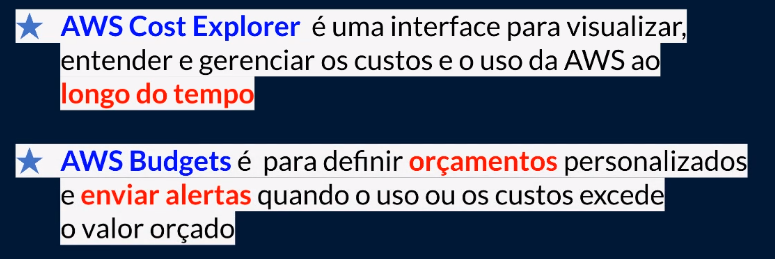 AWS Cost Explorer é uma interface para visualizar,
entender e gerenciar os custos e o uso da AWS ao
longo do tempo
AWS Budgets é para definir orçamentos personalizados
e enviar alertas quando o uso ou os custos excede
o valor orçado